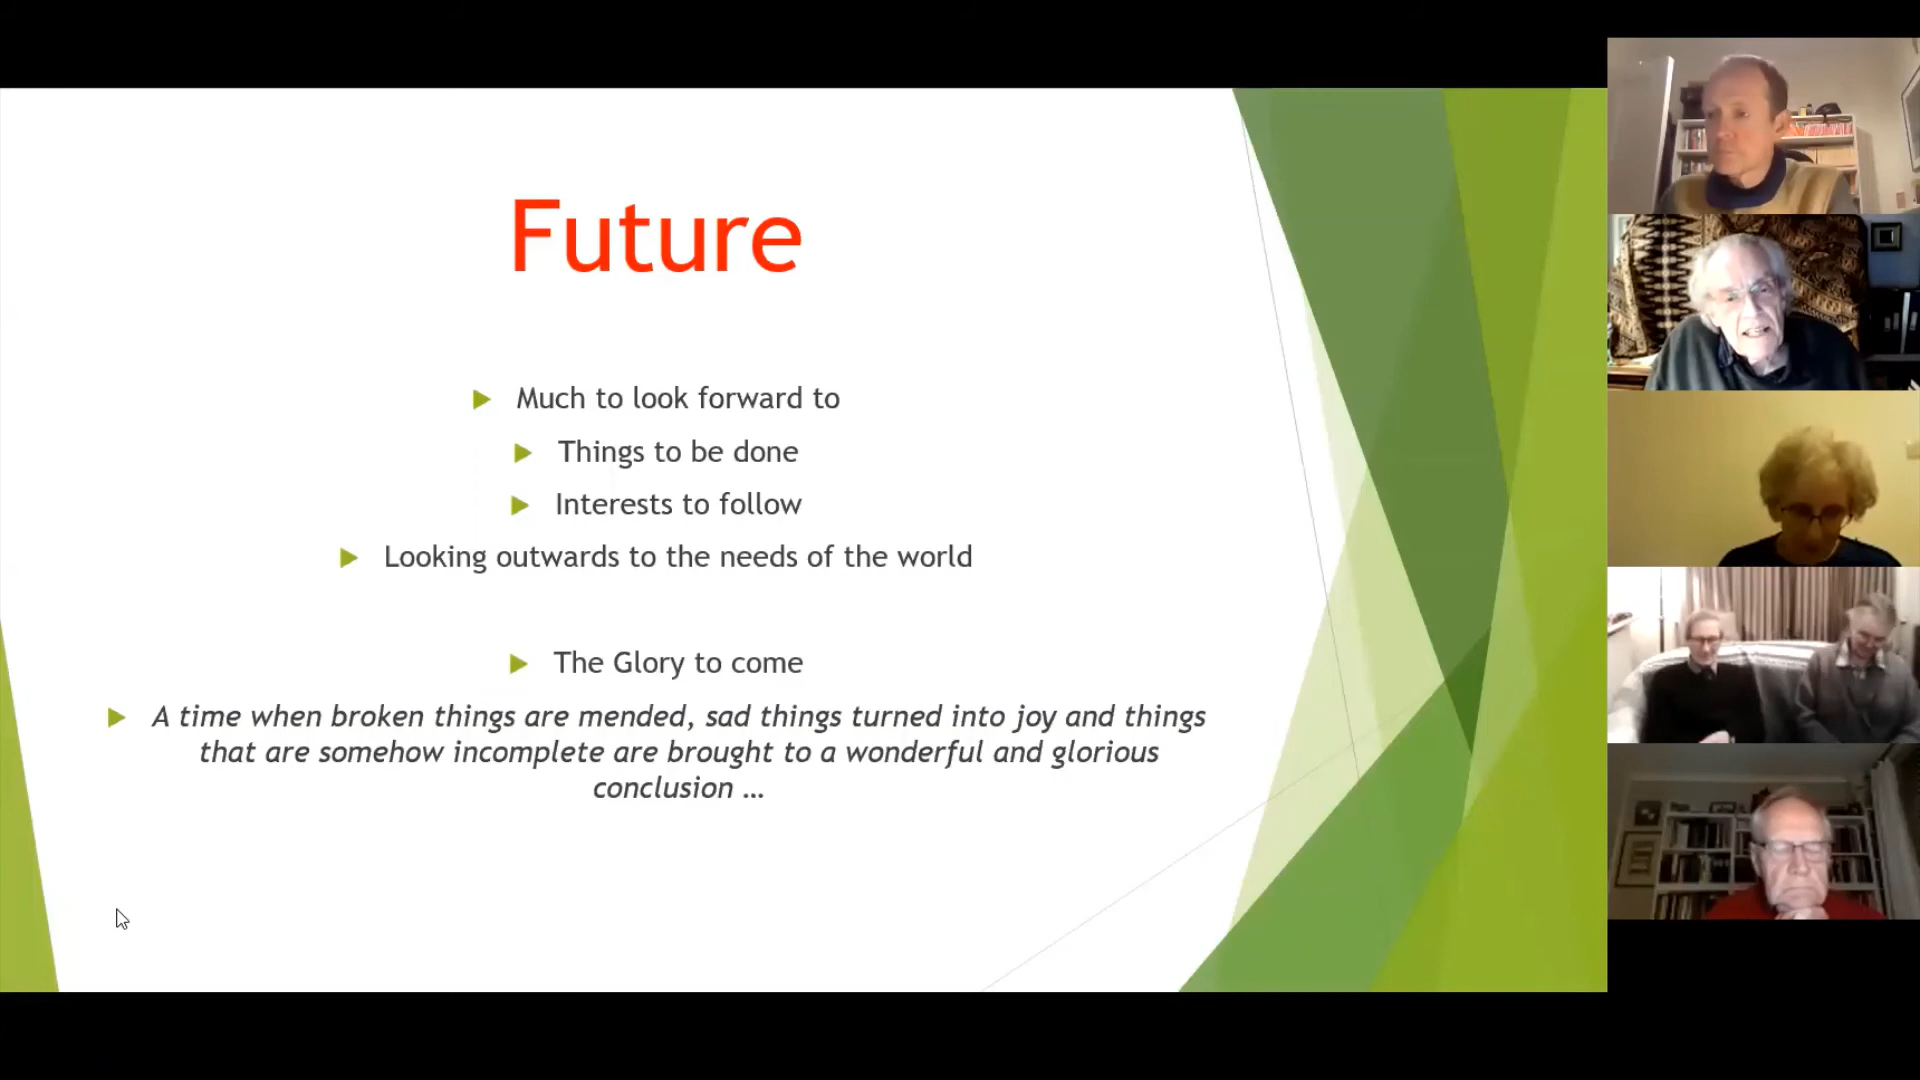 Future
Much to look forward to
Things to be done
Interests to follow
Looking outwards to the needs of the world
The Glory to come
A time when broken things are mended, sad things turned into joy and things
that are somehow incomplete are brought to a wonderful and glorious
conclusion ...